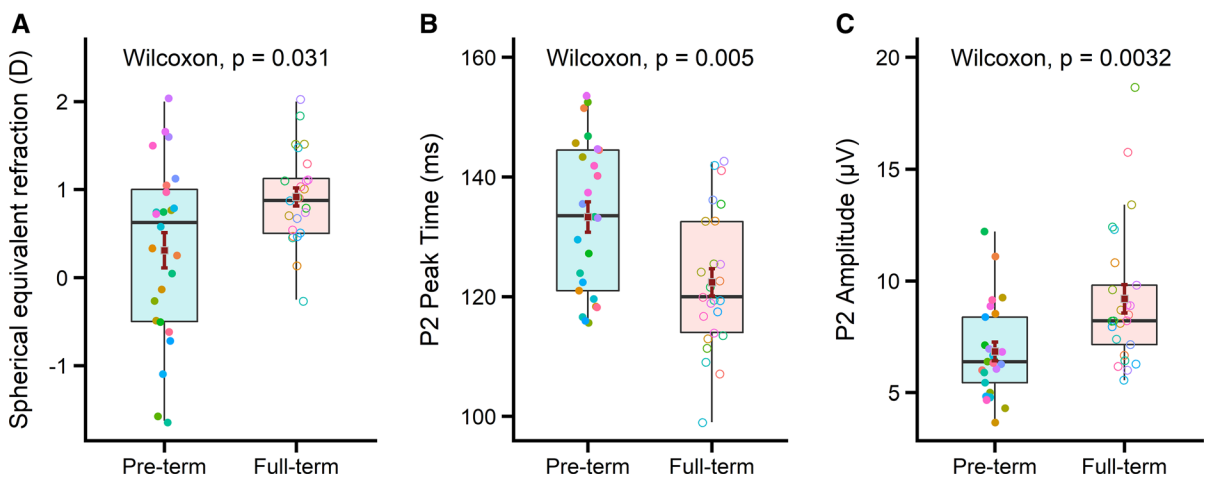 A
Spherical equivalent refraction (D)
Wilcoxon, p = 0.031
2
1
0
-1
Pre-term
Full-term
B
P2 Peak Time (ms)
Wilcoxon, p = 0.005
160
140
120
100
Pre-term
Full-term
C
P2 Amplitude (µV)
Wilcoxon, p = 0.0032
20
15
10
5
Pre-term
Full-term